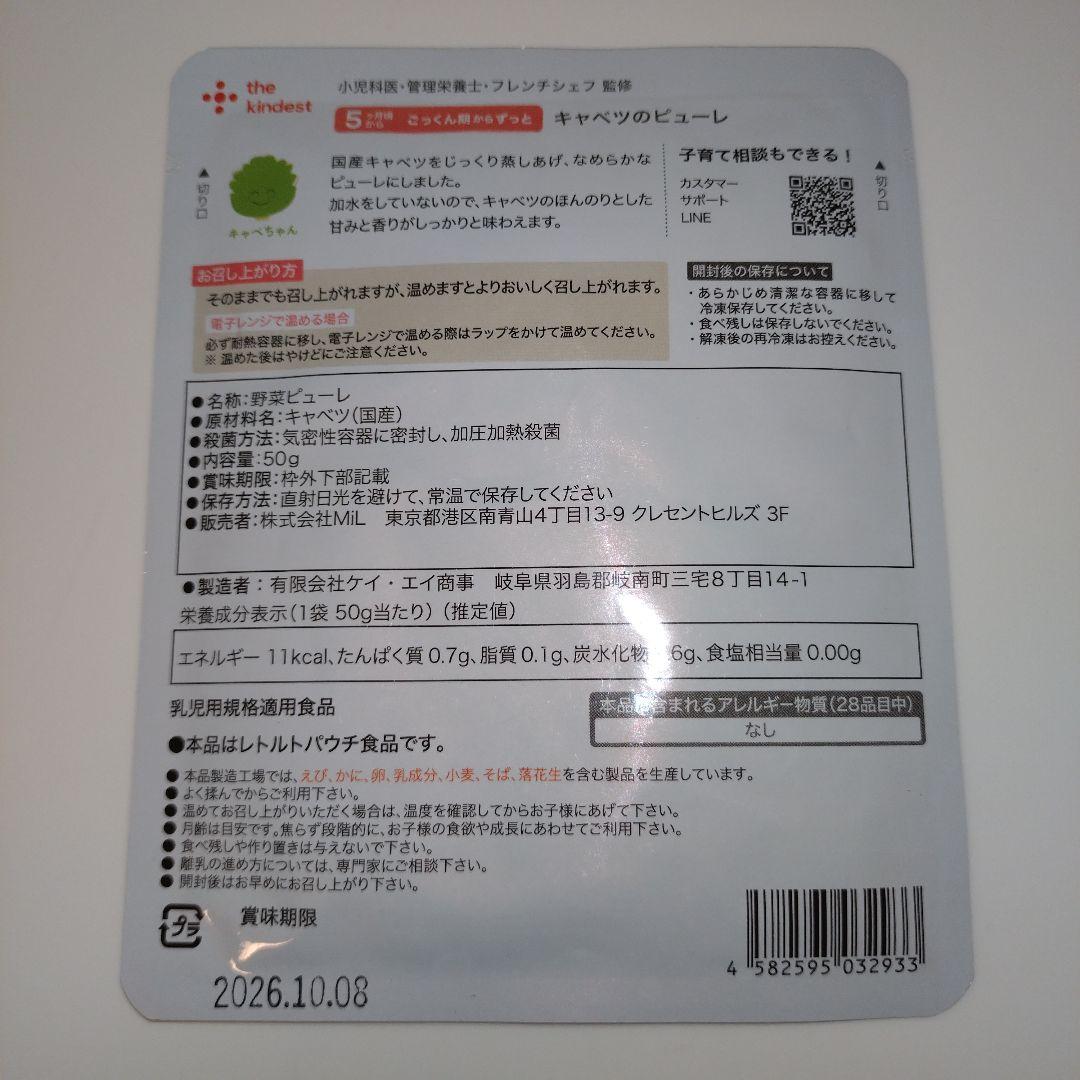 the
kindest
小児科医・管理栄養士・フレンチシェフ 監修
5ヶ月頃から ごっくん期からずっと キャベツのピューレ
切り口
キャベちゃん
国産キャベツをじっくり蒸しあげ、なめらかな
ピューレにしました。
加水をしていないので、キャベツのほんのりとした
甘みと香りがしっかりと味わえます。
子育て相談もできる!
カスタマー
サポート
LINE
切り口
お召し上がり方
そのままでも召し上がれますが、温めますとよりおいしく召し上がれます。
電子レンジで温める場合
必ず耐熱容器に移し、電子レンジで温める際はラップをかけて温めてください。
※ 温めた後はやけどにご注意ください。
開封後の保存について
・あらかじめ清潔な容器に移して
冷凍保存してください。
・食べ残しは保存しないでください。
・解凍後の再冷凍はお控えください。
●名称:野菜ピューレ
●原材料名:キャベツ(国産)
●殺菌方法:気密性容器に密封し、加圧加熱殺菌
●内容量:50g
●賞味期限:枠外下部記載
●保存方法:直射日光を避けて、常温で保存してください
●販売者:株式会社MiL 東京都港区南青山4丁目13-9 クレセントヒルズ 3F
●製造者:有限会社ケイ・エイ商事 岐阜県羽島郡岐南町三宅8丁目14-1
栄養成分表示(1袋 50g当たり)(推定値)
エネルギー 11kcal、たんぱく質 0.7g、脂質 0.1g、炭水化物 6g、食塩相当量 0.00g
乳児用規格適用食品
●本品はレトルトパウチ食品です。
本品 含まれるアレルギー物質(28品目中)
なし
● 本品製造工場では、えび、かに、卵、乳成分、小麦、そば、落花生を含む製品を生産しています。
● よく揉んでからご利用下さい。
● 温めてお召し上がりいただく場合は、温度を確認してからお子様にあげて下さい。
● 月齢は目安です。焦らず段階的に、お子様の食欲や成長にあわせてご利用下さい。
● 食べ残しや作り置きは与えないで下さい。
● 離乳の進め方については、専門家にご相談下さい。
● 開封後はお早めにお召し上がり下さい。
プラ
賞味期限
2026.10.08
4 582595 032933